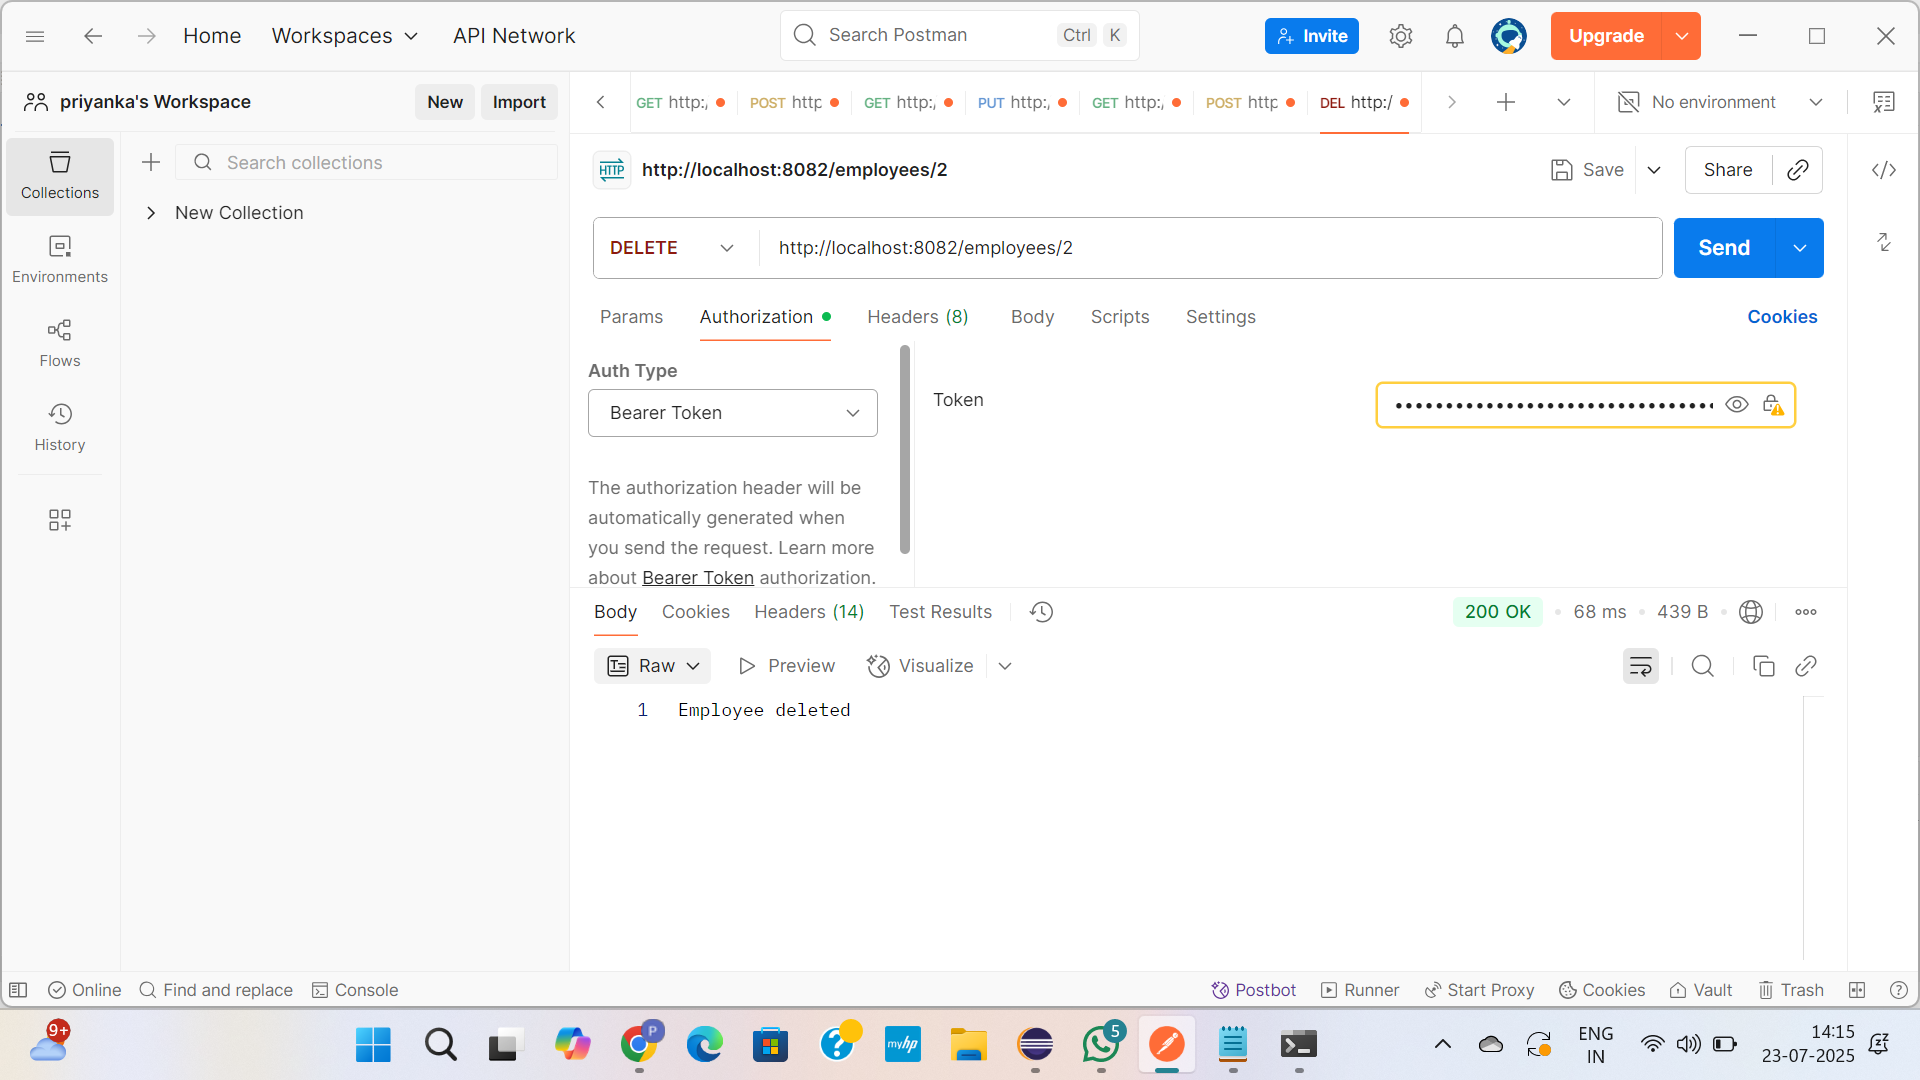 Home
Workspaces
API Network
Search Postman
Ctrl K
Invite
Upgrade
priyanka's Workspace
New
Import
GET http:/
POST http
GET http:/
PUT http:/
GET http:/
POST http
DEL http:/
No environment
Collections
Environments
Flows
History
Search collections
New Collection
HTTP
http://localhost:8082/employees/2
Save
Share
DELETE
http://localhost:8082/employees/2
Send
Params
Authorization
Headers (8)
Body
Scripts
Settings
Cookies
Auth Type
Bearer Token
The authorization header will be
automatically generated when
you send the request. Learn more
about Bearer Token authorization.
Token
Body
Cookies
Headers (14)
Test Results
200 OK
68 ms
439 B
Raw
Preview
Visualize
1 Employee deleted
Online
Find and replace
Console
Postbot
Runner
Start Proxy
Cookies
Vault
Trash
9+
P
myhp
5
ENG
IN
14:15
23-07-2025